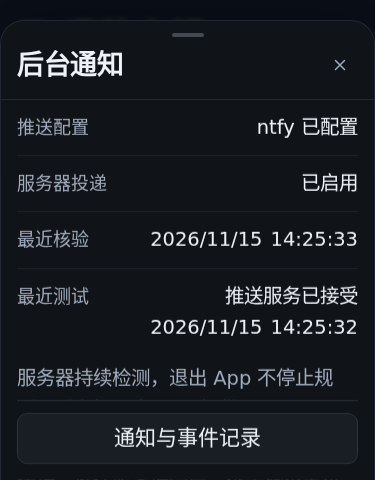 后台通知
×
推送配置 ntfy 已配置
服务器投递 已启用
最近核验 2026/11/15 14:25:33
最近测试 推送服务已接受
2026/11/15 14:25:32
服务器持续检测，退出 App 不停止规
通知与事件记录